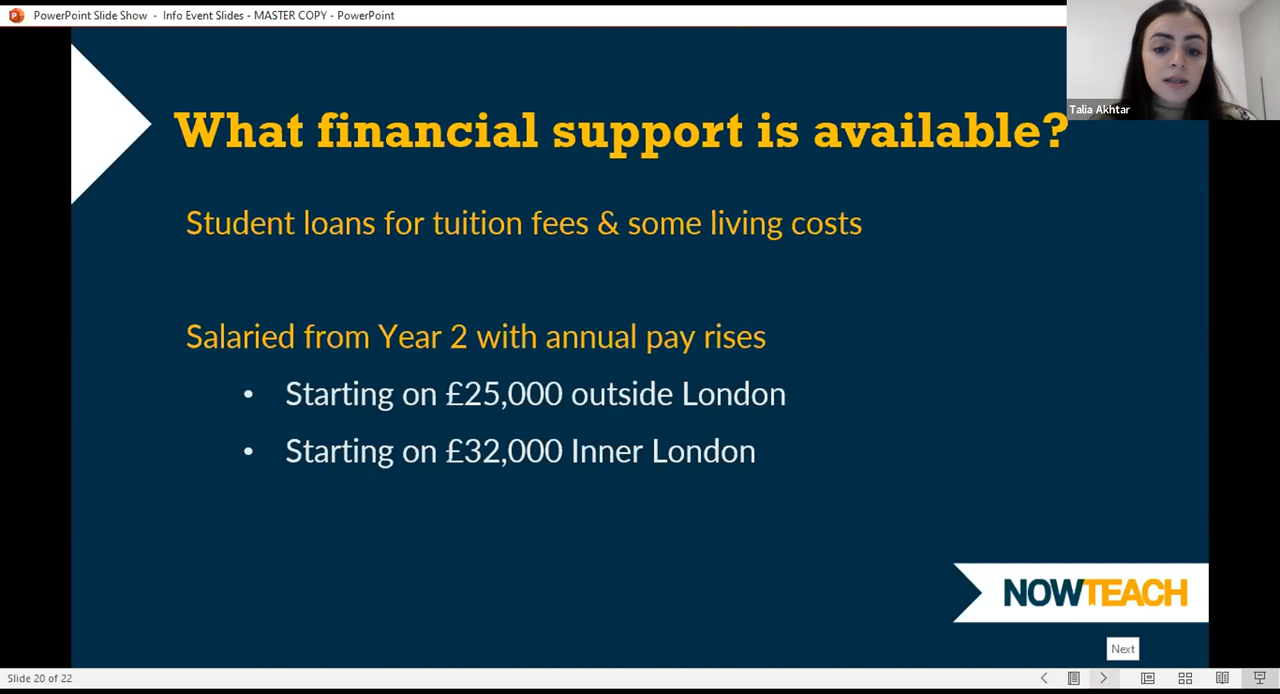 PowerPoint Slide Show - Info Event Slides - MASTER COPY - PowerPoint
Talia Akhtar
What financial support is available?
Student loans for tuition fees & some living costs
Salaried from Year 2 with annual pay rises
• Starting on £25,000 outside London
• Starting on £32,000 Inner London
NOWTEACH
Next
Slide 20 of 22